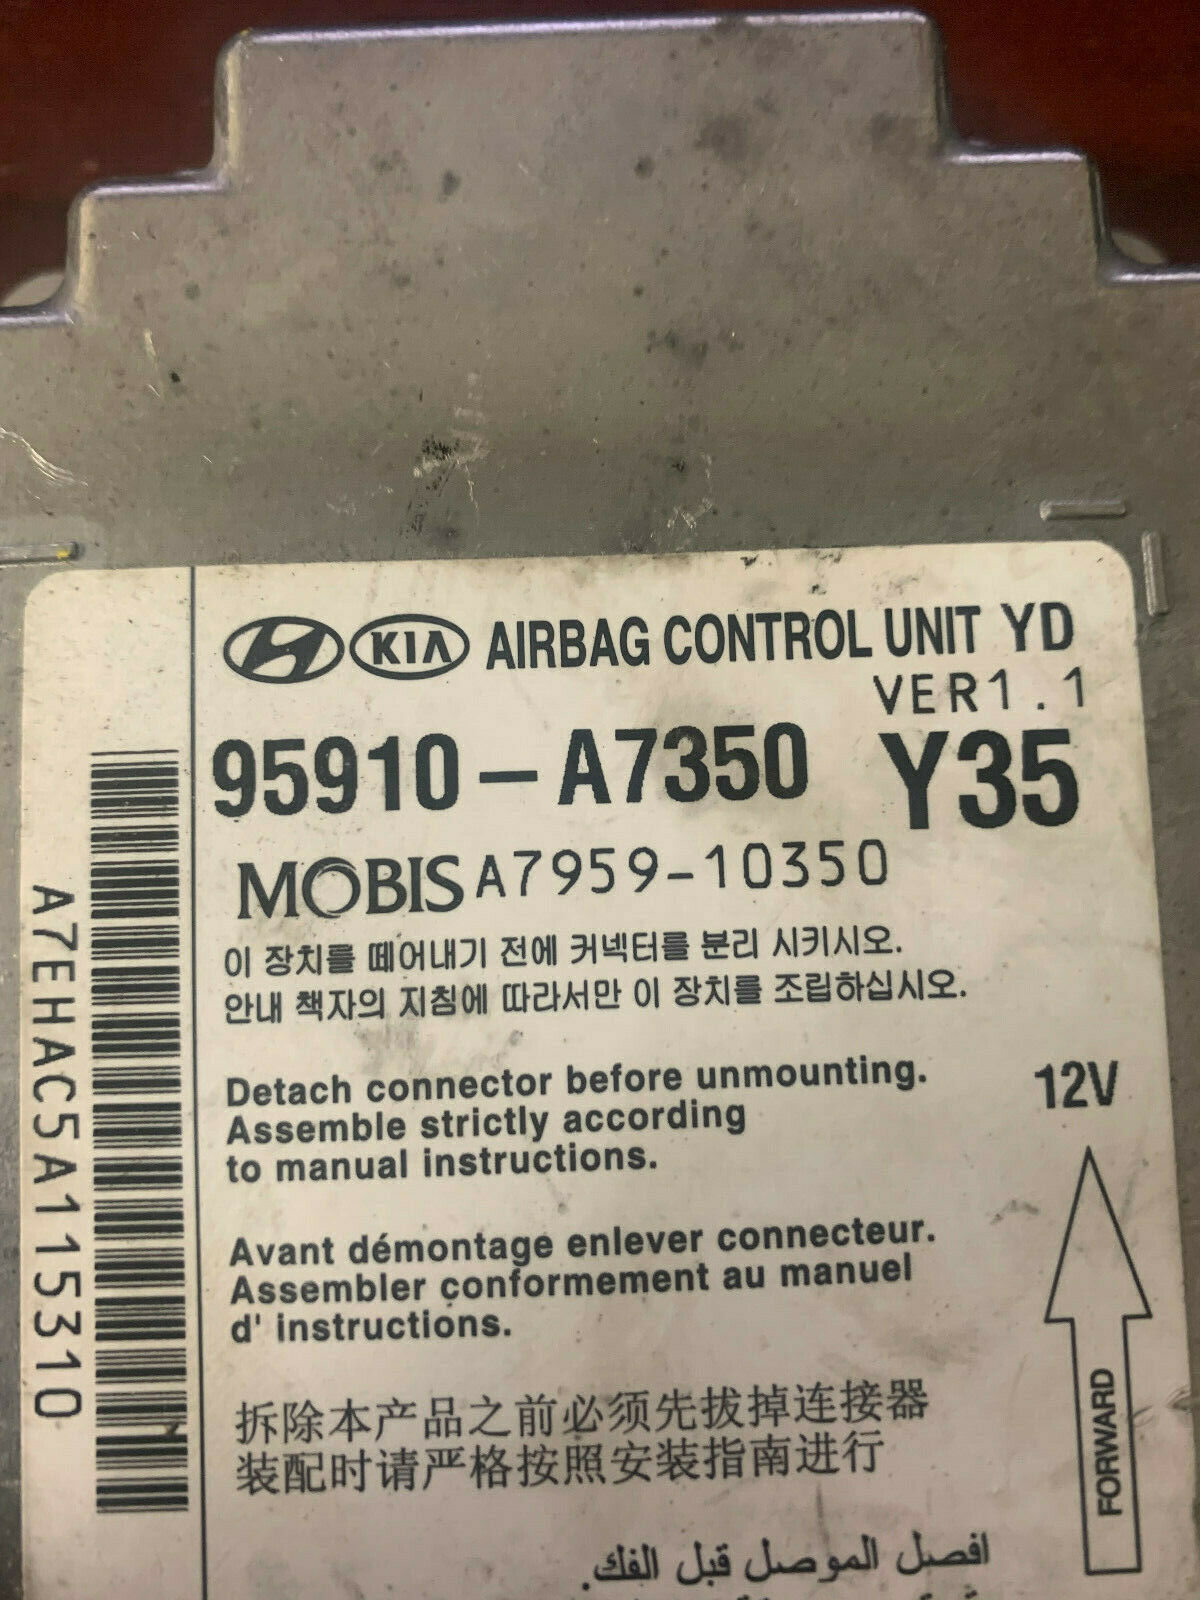 KIA AIRBAG CONTROL UNIT YD
VER1.1
95910-A7350 Y35
MOBIS A7959-10350
이 장치를 떼어내기 전에 커넥터를 분리 시키시오.
안내 책자의 지침에 따라서만 이 장치를 조립하십시오.
Detach connector before unmounting.
Assemble strictly according
to manual instructions.
12V
Avant démontage enlever connecteur.
Assembler conformement au manuel
d' instructions.
FORWARD
拆除本产品之前必须先拔掉连接器
装配时请严格按照安装指南进行
افصل الموصل قبل الفك.
A7EHAC5A115310